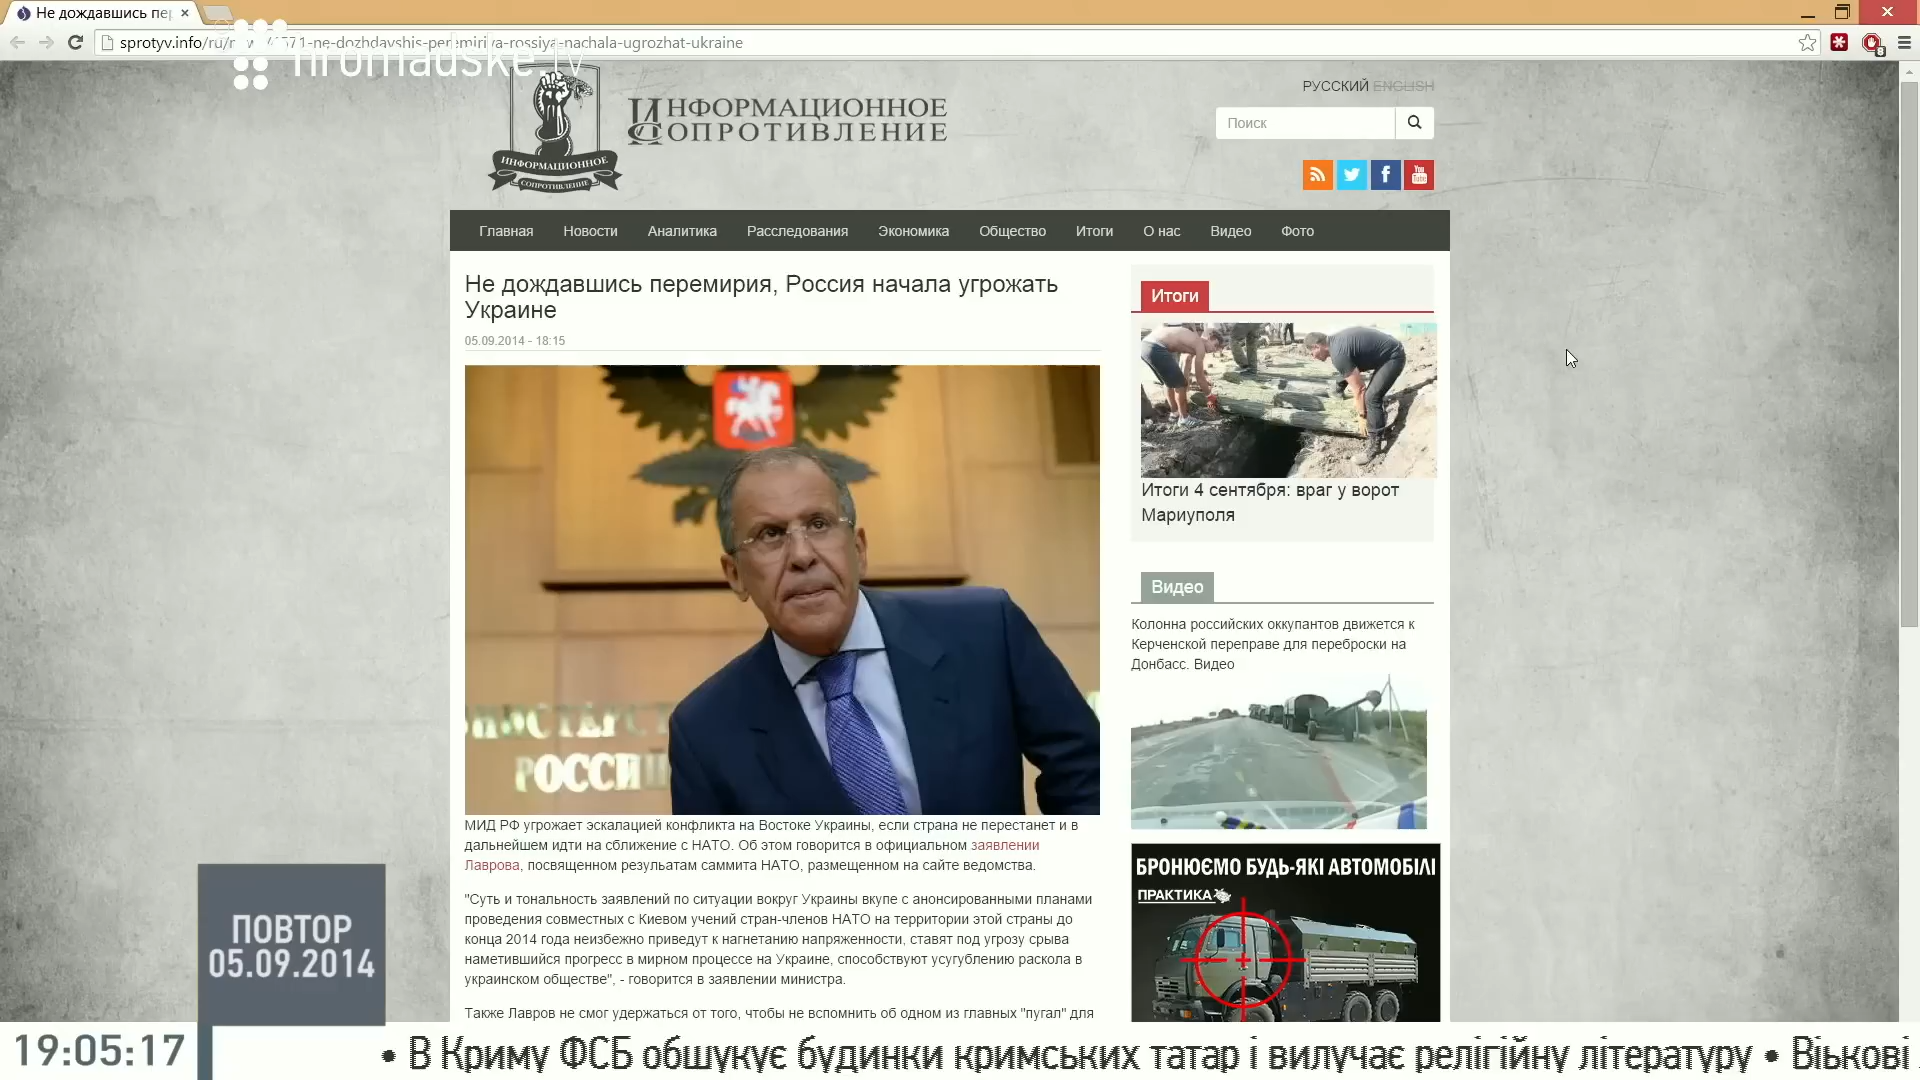 Не дождавшись пе
sprotyv.info/ru/
-ne-dozhdavshis-peremiriya-rossiya-nachala-ugrozhat-ukraine
hromadske.tv
РУССКИЙ ENGLISH
ИНФОРМАЦИОННОЕ
СОПРОТИВЛЕНИЕ
Поиск
ИНФОРМАЦИОННОЕ
СОПРОТИВЛЕНИЕ
You
Tube
Главная Новости Аналитика Расследования Экономика Общество Итоги О нас Видео Фото
Не дождавшись перемирия, Россия начала угрожать
Украине
05.09.2014 - 18:15
РОССИ
МИД РФ угрожает эскалацией конфликта на Востоке Украины, если страна не перестанет и в
дальнейшем идти на сближение с НАТО. Об этом говорится в официальном заявлении
Лаврова, посвященном результатам саммита НАТО, размещенном на сайте ведомства.
"Суть и тональность заявлений по ситуации вокруг Украины вкупе с анонсированными планами
проведения совместных с Киевом учений стран-членов НАТО на территории этой страны до
конца 2014 года неизбежно приведут к нагнетанию напряженности, ставят под угрозу срыва
наметившийся прогресс в мирном процессе на Украине, способствуют усугублению раскола в
украинском обществе", - говорится в заявлении министра.
Также Лавров не смог удержаться от того, чтобы не вспомнить об одном из главных "пугал" для
Итоги
Итоги 4 сентября: враг у ворот
Мариуполя
Видео
Колонна российских оккупантов движется к
Керченской переправе для переброски на
Донбасс. Видео
БРОНЮЄМО БУДЬ-ЯКІ АВТОМОБІЛІ
ПРАКТИКА
ПОВТОР
05.09.2014
19:05:17
• В Криму ФСБ обшукує будинки кримських татар і вилучає релігійну літературу • Військові